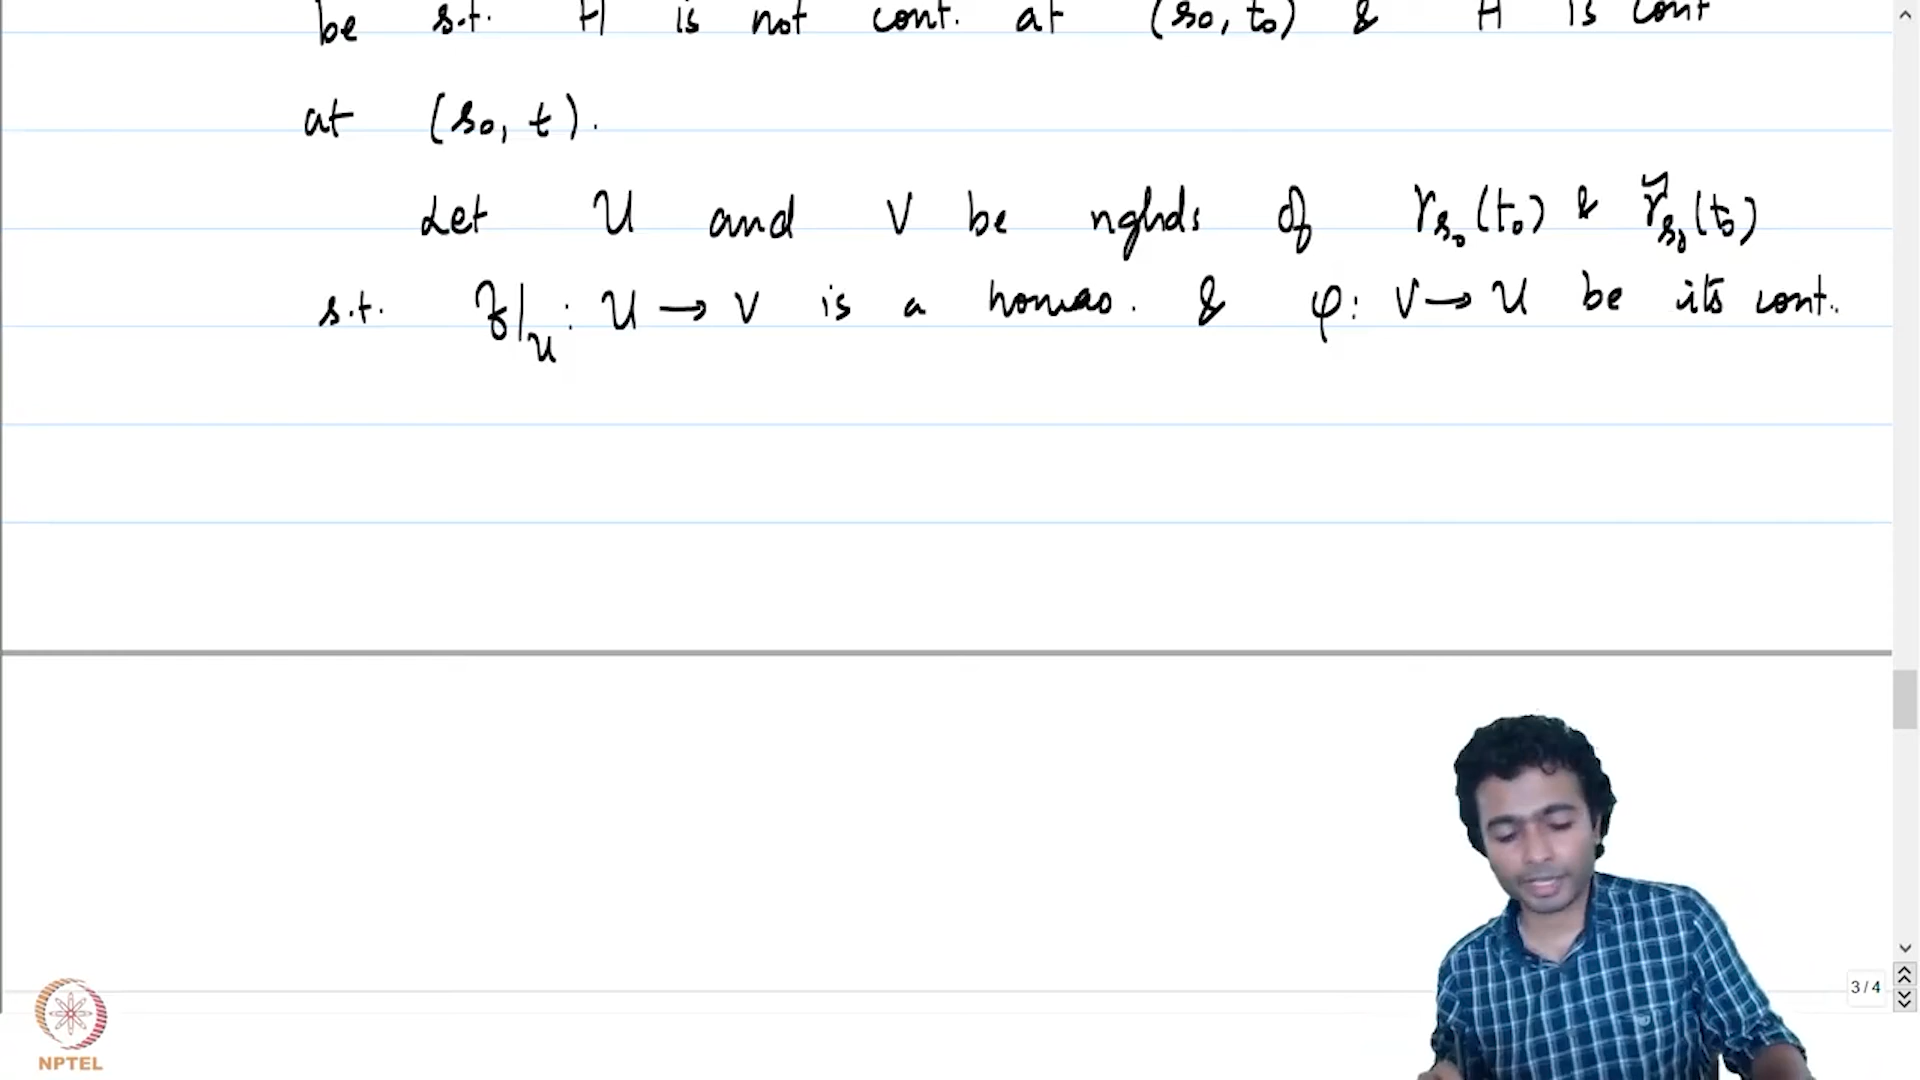 be s.t. H is not cont. at (s₀, t₀) & H is cont
at (s₀, t).
Let U and V be nghds of γ_{s₀}(t₀) & γ̃_{s₀}(t₀)
s.t. f|_U : U → V is a homeo. & φ: V → U be its cont.
3 / 4
NPTEL